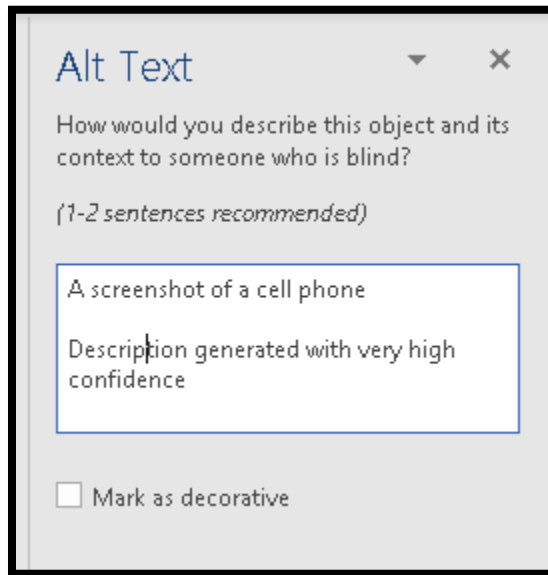 Alt Text
How would you describe this object and its
context to someone who is blind?
(1-2 sentences recommended)
A screenshot of a cell phone
Description generated with very high
confidence
Mark as decorative